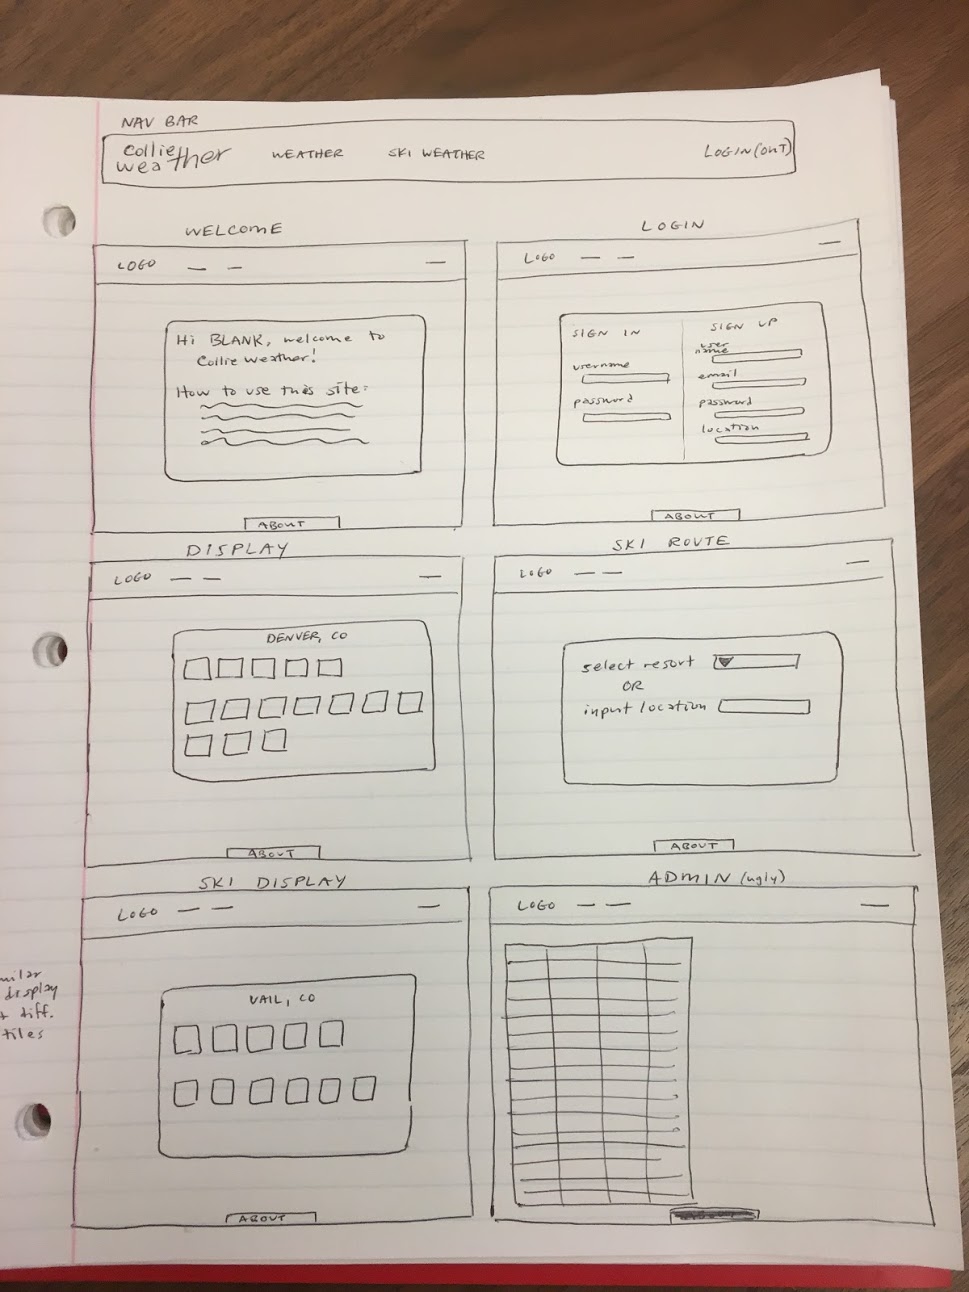 NAV BAR
Collie weather
WEATHER
SKI WEATHER
LOGIN(OUT)
WELCOME
LOGO
Hi BLANK, welcome to
Collie Weather!
How to use this site:
ABOUT
LOGIN
LOGO
SIGN IN
username
password
SIGN UP
user name
email
password
location
ABOUT
DISPLAY
LOGO
DENVER, CO
ABOUT
SKI ROUTE
LOGO
select resort
OR
input location
ABOUT
SKI DISPLAY
LOGO
VAIL, CO
ABOUT
display
diff.
tiles
ADMIN (ugly)
LOGO